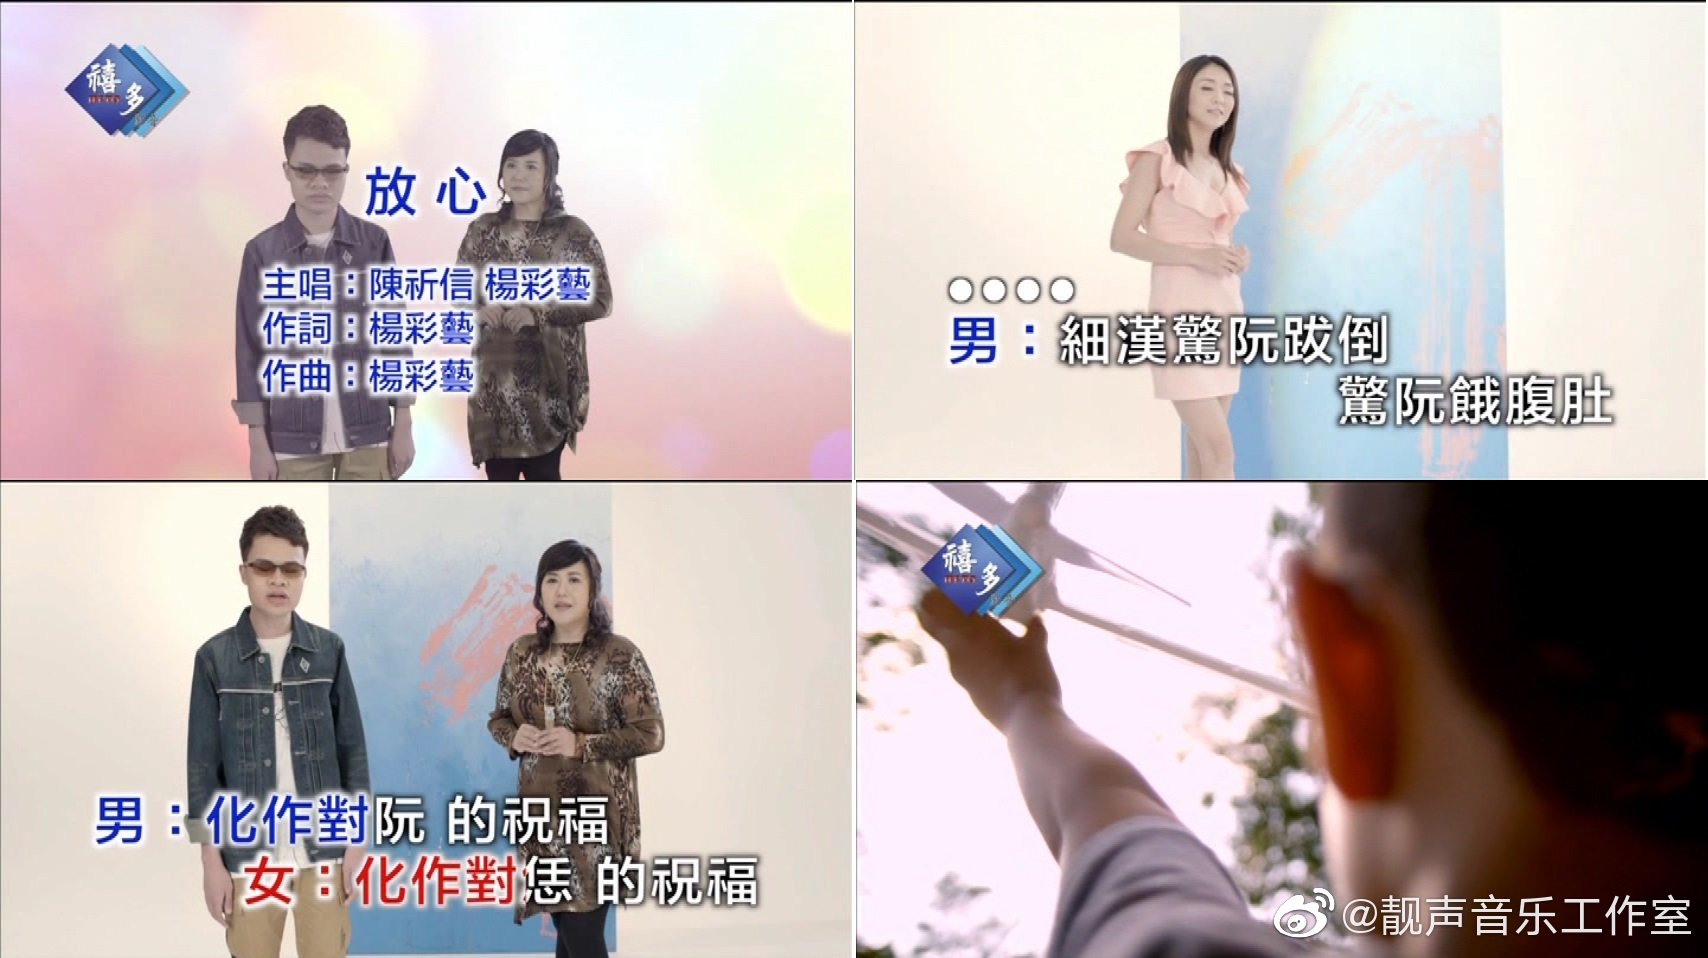 禧多
HITO
放心
主唱：陳祈信 楊彩藝
作詞：楊彩藝
作曲：楊彩藝
男：細漢驚阮跋倒
驚阮餓腹肚
男：化作對阮 的祝福
女：化作對恁 的祝福
禧多
HITO
@靓声音乐工作室